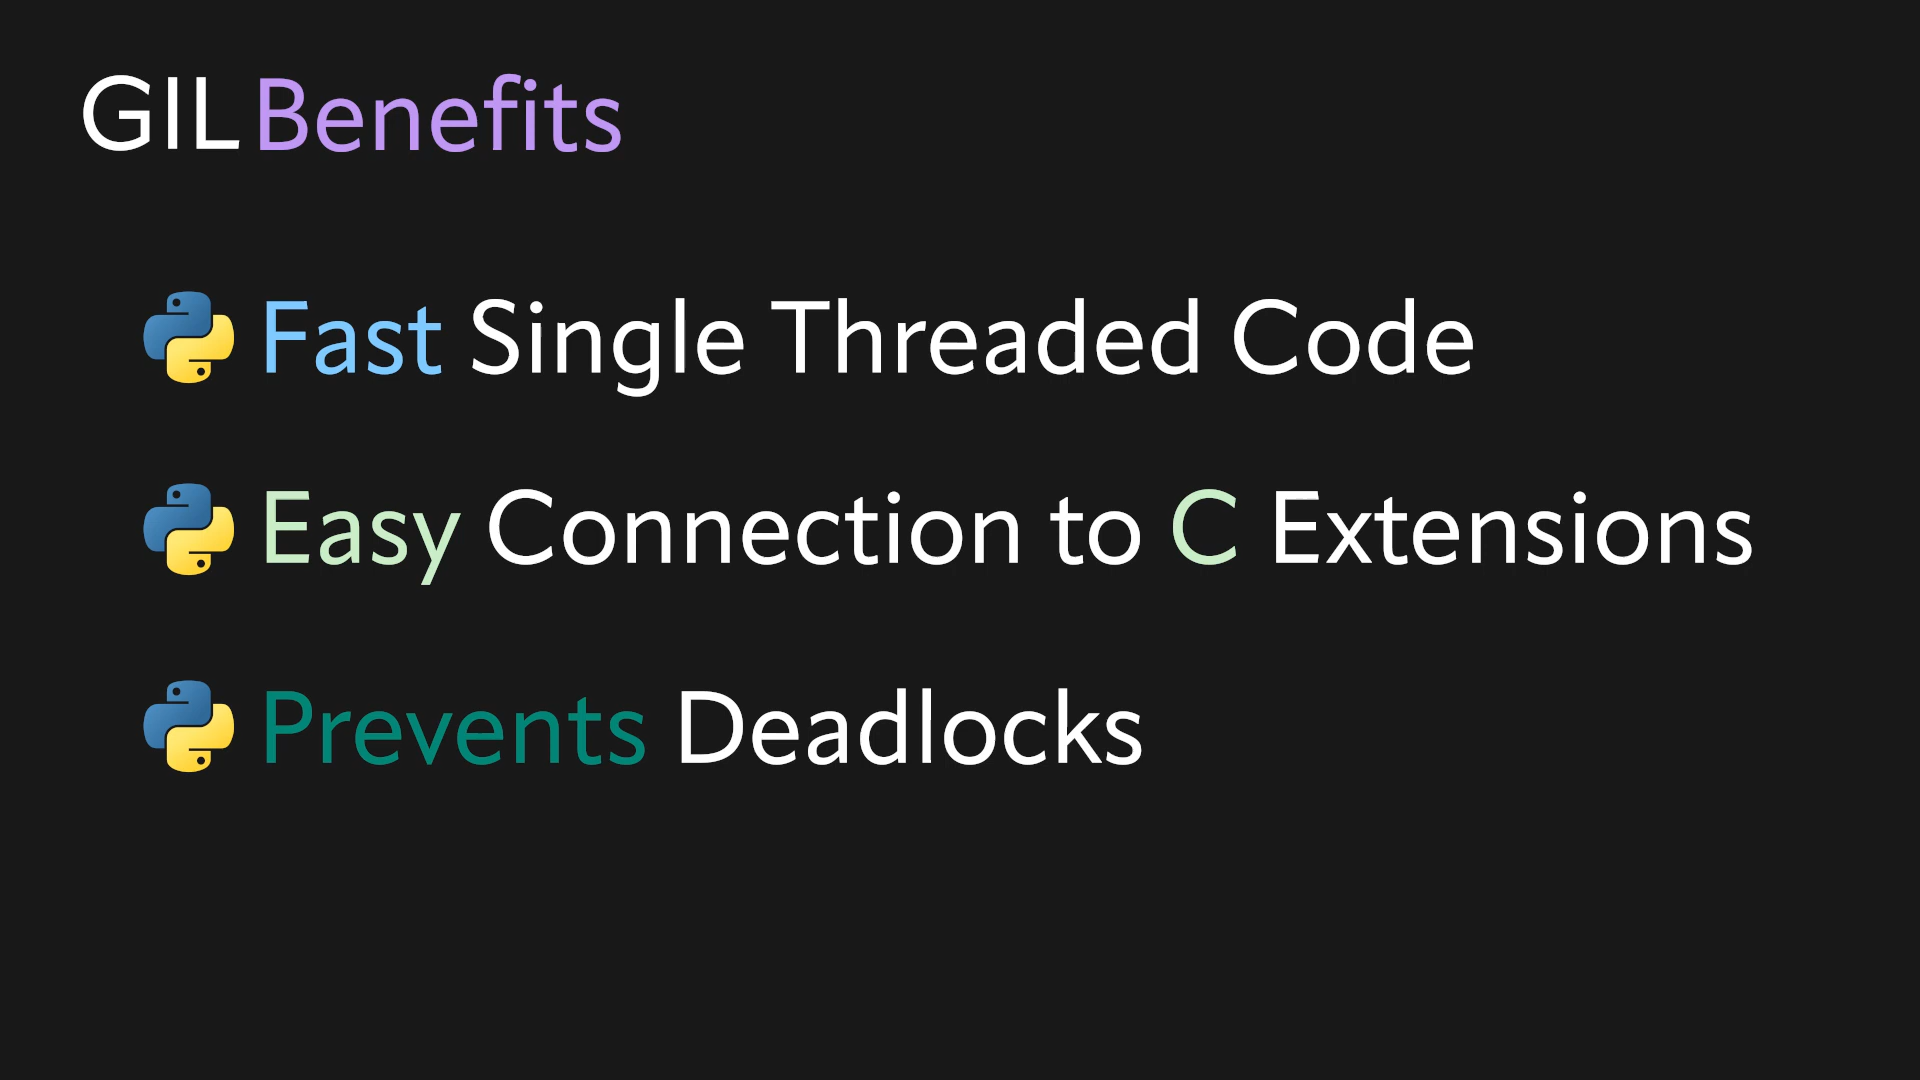 GIL Benefits
Fast Single Threaded Code
Easy Connection to C Extensions
Prevents Deadlocks